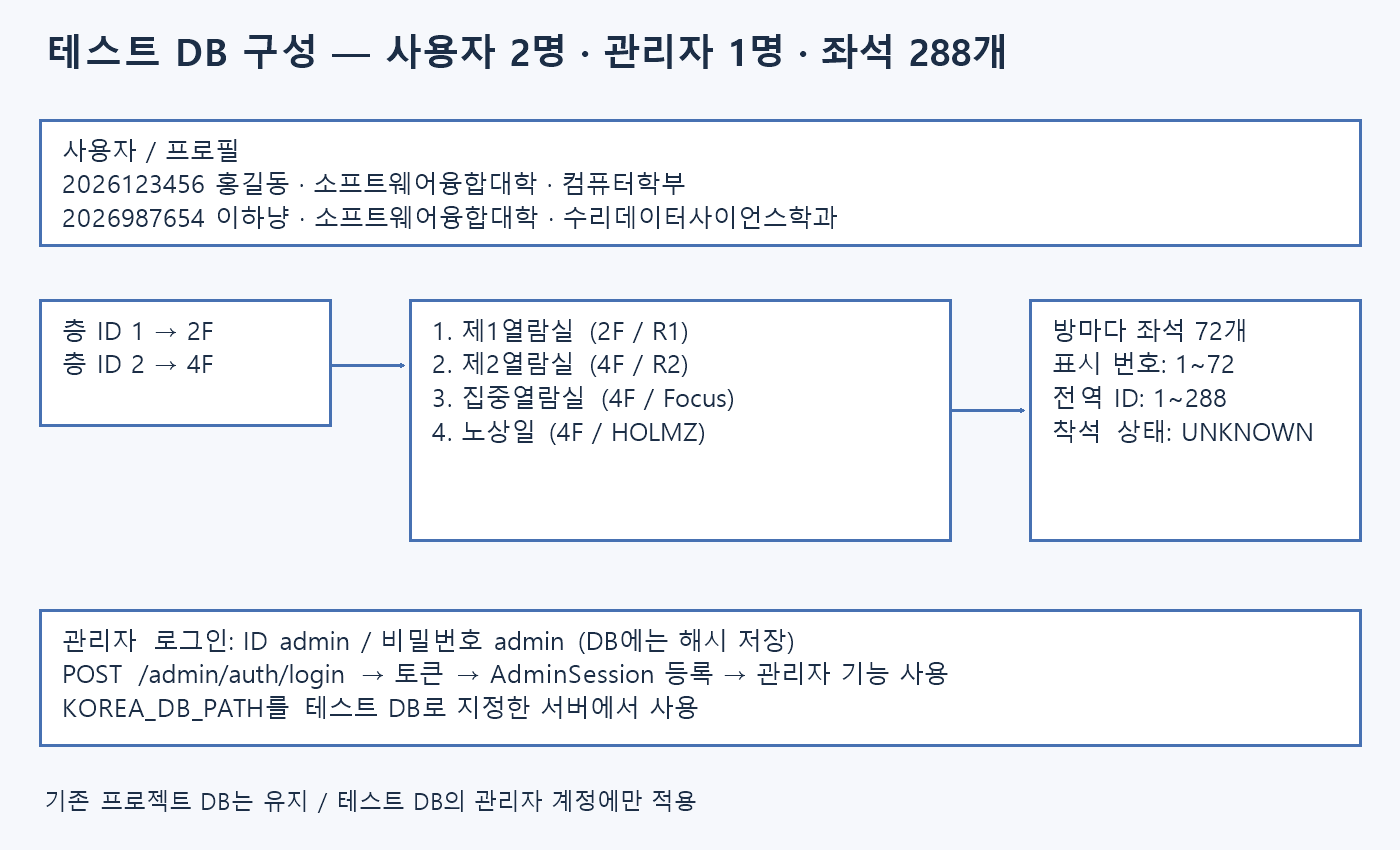 테스트 DB 구성 — 사용자 2명 · 관리자 1명 · 좌석 288개
사용자 / 프로필
2026123456 홍길동 · 소프트웨어융합대학 · 컴퓨터학부
2026987654 이하냥 · 소프트웨어융합대학 · 수리데이터사이언스학과
층 ID 1 → 2F
층 ID 2 → 4F
1. 제1열람실 (2F / R1)
2. 제2열람실 (4F / R2)
3. 집중열람실 (4F / Focus)
4. 노상일 (4F / HOLMZ)
방마다 좌석 72개
표시 번호: 1~72
전역 ID: 1~288
착석 상태: UNKNOWN
관리자 로그인: ID admin / 비밀번호 admin (DB에는 해시 저장)
POST /admin/auth/login → 토큰 → AdminSession 등록 → 관리자 기능 사용
KOREA_DB_PATH를 테스트 DB로 지정한 서버에서 사용
기존 프로젝트 DB는 유지 / 테스트 DB의 관리자 계정에만 적용